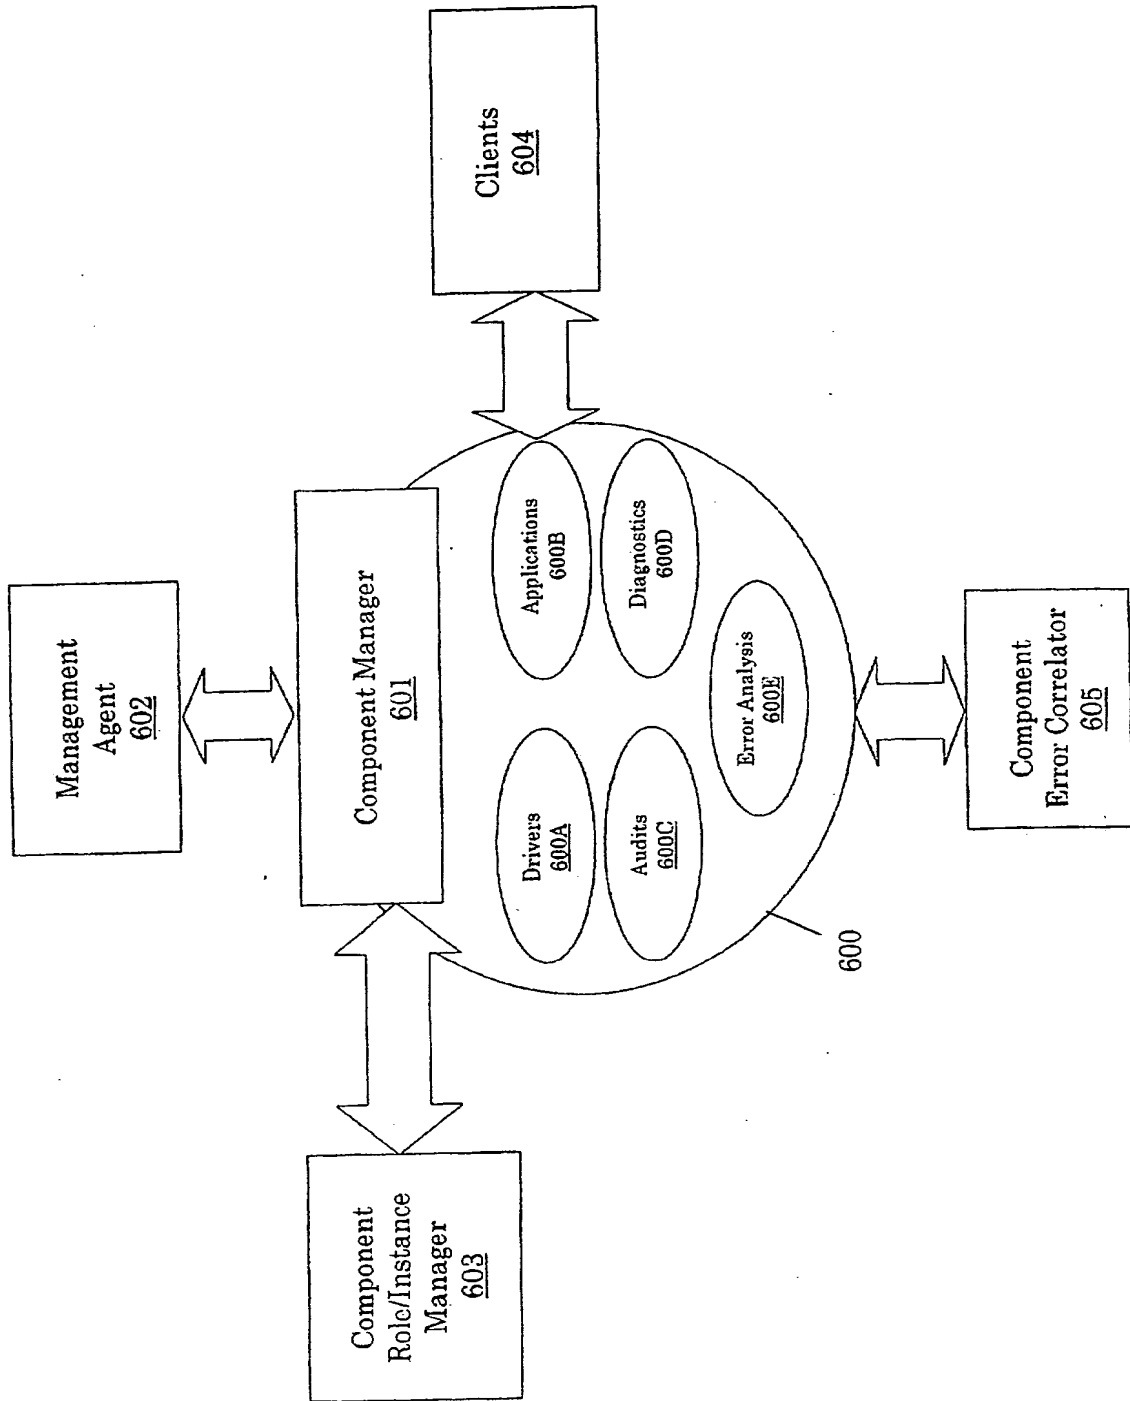 Management
Agent
602
Component Manager
601
Component
Role/Instance
Manager
603
Clients
604
Drivers
600A
Applications
600B
Audits
600C
Diagnostics
600D
Error Analysis
600E
600
Component
Error Correlator
605